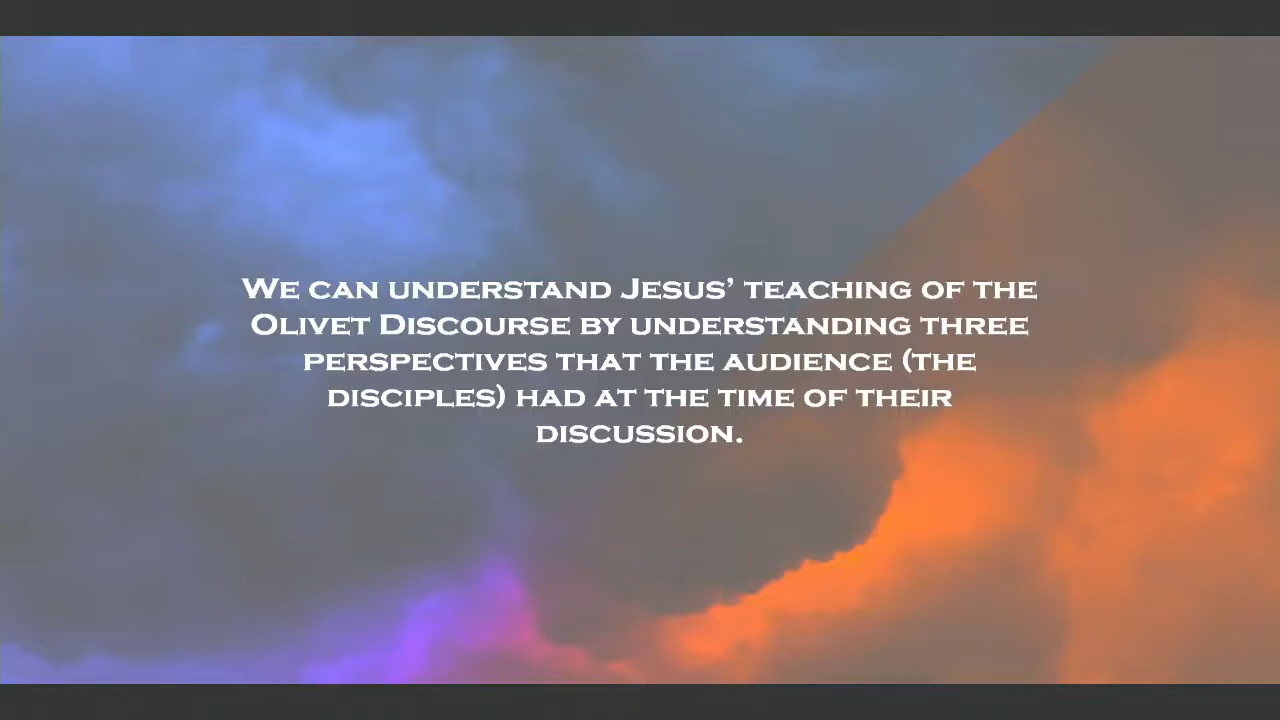 We can understand Jesus’ teaching of the
Olivet Discourse by understanding three
perspectives that the audience (the
disciples) had at the time of their
discussion.